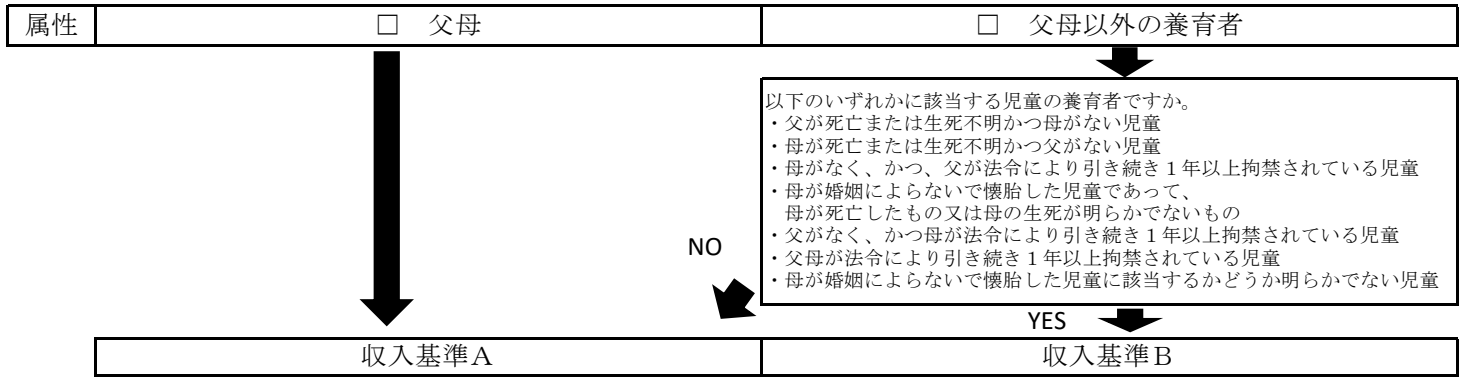 属性
□ 父母
□ 父母以外の養育者
以下のいずれかに該当する児童の養育者ですか。
・父が死亡または生死不明かつ母がない児童
・母が死亡または生死不明かつ父がない児童
・母がなく、かつ、父が法令により引き続き１年以上拘禁されている児童
・母が婚姻によらないで懐胎した児童であって、
母が死亡したもの又は母の生死が明らかでないもの
・父がなく、かつ母が法令により引き続き１年以上拘禁されている児童
・父母が法令により引き続き１年以上拘禁されている児童
・母が婚姻によらないで懐胎した児童に該当するかどうか明らかでない児童
NO
YES
収入基準Ａ
収入基準Ｂ